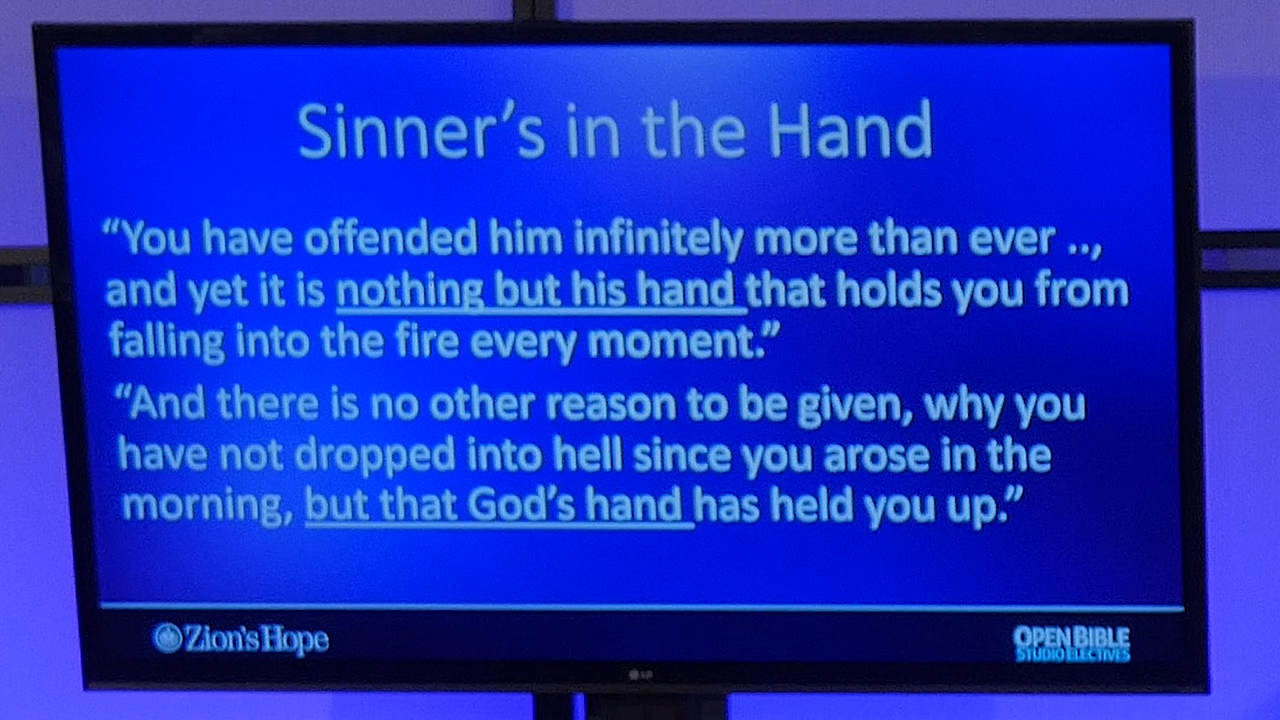 Sinner’s in the Hand
“You have offended him infinitely more than ever ..,
and yet it is nothing but his hand that holds you from
falling into the fire every moment.”
“And there is no other reason to be given, why you
have not dropped into hell since you arose in the
morning, but that God’s hand has held you up.”
Zion's Hope
OPEN BIBLE
STUDIO ELECTIVES
LG